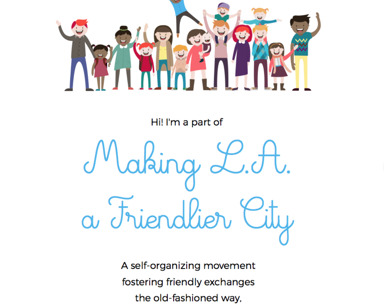 Hi! I'm a part of
Making L.A.
a Friendlier City
A self-organizing movement
fostering friendly exchanges
the old-fashioned way,